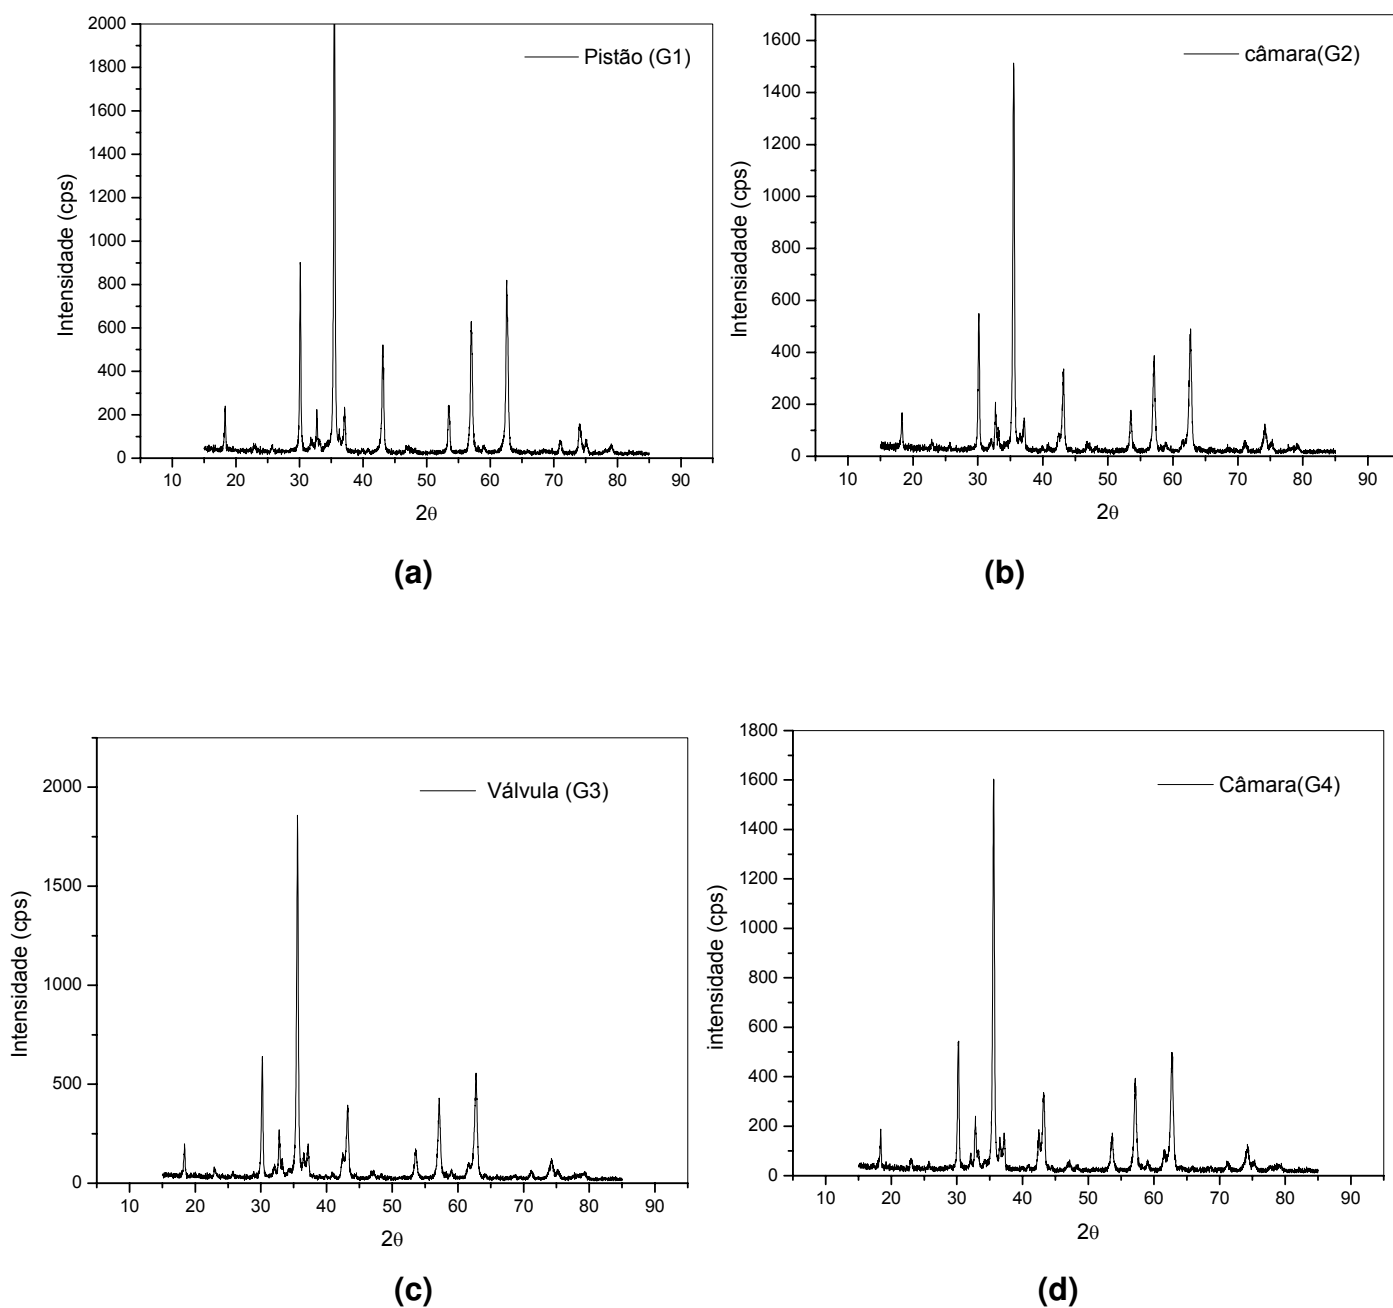 Pistão (G1)
Intensidade (cps)
2000
1800
1600
1400
1200
1000
800
600
400
200
0
10 20 30 40 50 60 70 80 90
2θ
(a)
câmara(G2)
Intensiadade (cps)
1600
1400
1200
1000
800
600
400
200
0
10 20 30 40 50 60 70 80 90
2θ
(b)
Válvula (G3)
Intensidade (cps)
2000
1500
1000
500
0
10 20 30 40 50 60 70 80 90
2θ
(c)
Câmara(G4)
intensidade (cps)
1800
1600
1400
1200
1000
800
600
400
200
0
10 20 30 40 50 60 70 80 90
2θ
(d)